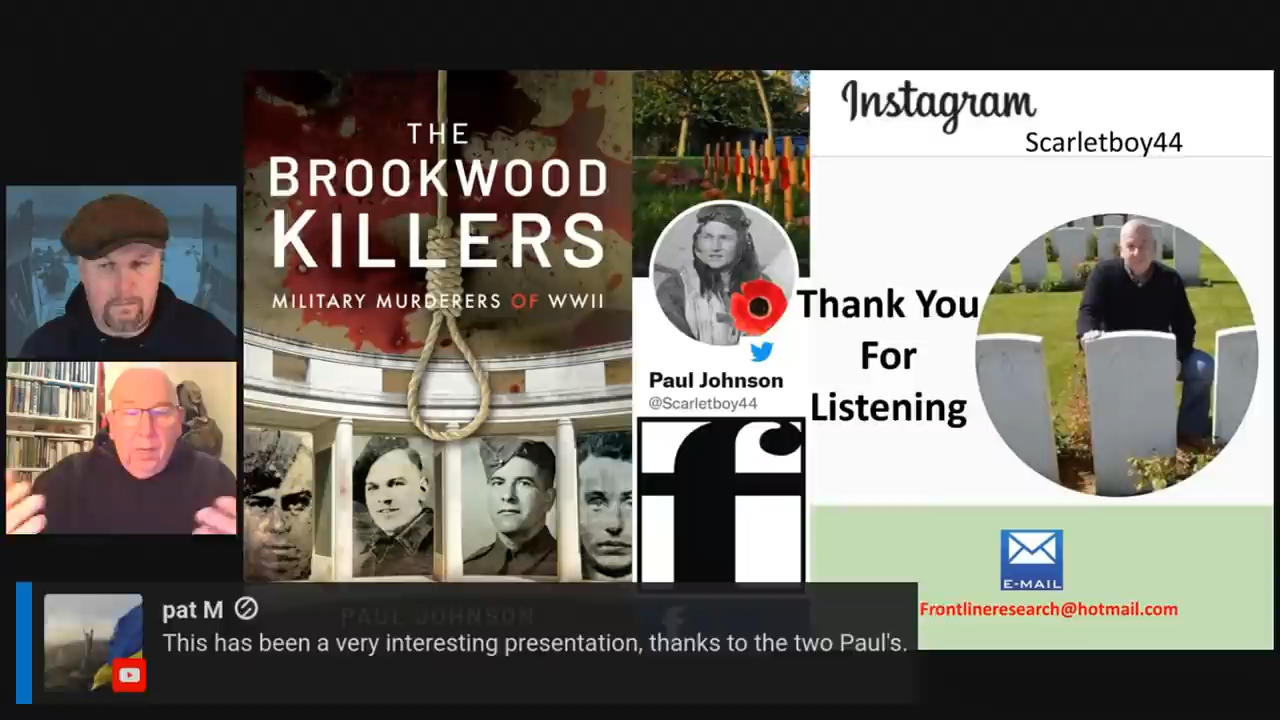 THE
BROOKWOOD
KILLERS
MILITARY MURDERERS OF WWII
PAUL JOHNSON
Paul Johnson
@Scarletboy44
f
Instagram
Scarletboy44
Thank You
For
Listening
E-MAIL
Frontlineresearch@hotmail.com
pat M
This has been a very interesting presentation, thanks to the two Paul's.